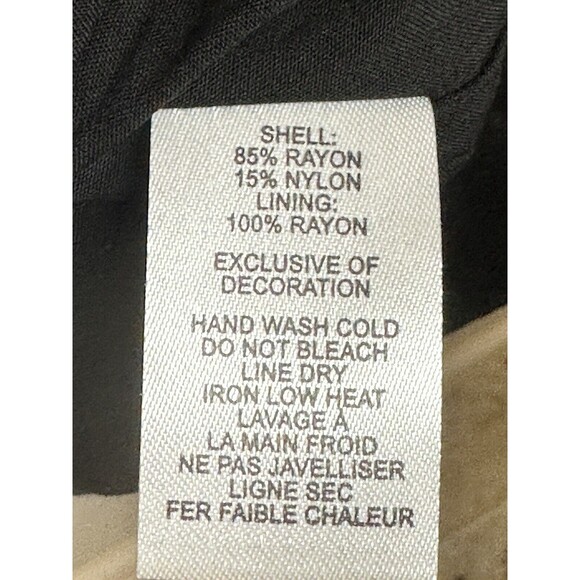 SHELL:
85% RAYON
15% NYLON
LINING:
100% RAYON
EXCLUSIVE OF
DECORATION
HAND WASH COLD
DO NOT BLEACH
LINE DRY
IRON LOW HEAT
LAVAGE À
LA MAIN FROID
NE PAS JAVELLISER
LIGNE SEC
FER FAIBLE CHALEUR